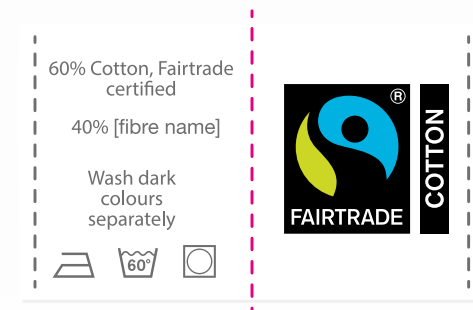 60% Cotton, Fairtrade
certified
40% [fibre name]
Wash dark
colours
separately
60°
®
FAIRTRADE
COTTON